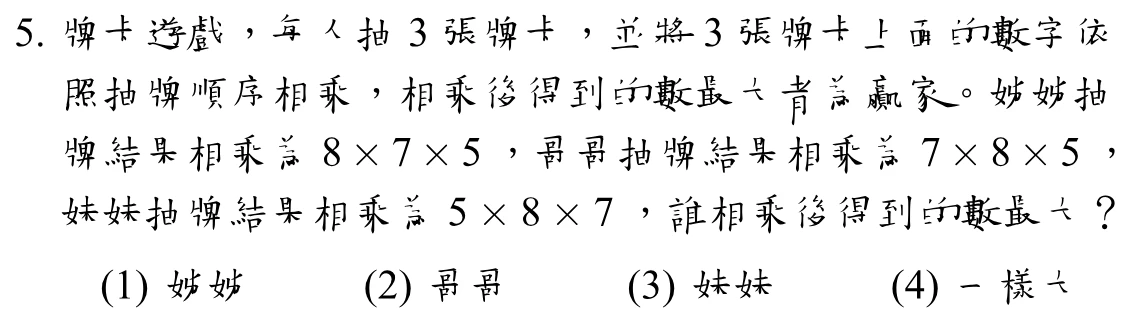 5. 牌卡遊戲，每人抽 3 張牌卡，並將 3 張牌卡上面的數字依
照抽牌順序相乘，相乘後得到的數最大者為贏家。姊姊抽
牌結果相乘為 8 × 7 × 5 ，哥哥抽牌結果相乘為 7 × 8 × 5 ，
妹妹抽牌結果相乘為 5 × 8 × 7 ，誰相乘後得到的數最大？
(1) 姊姊 (2) 哥哥 (3) 妹妹 (4) 一樣大